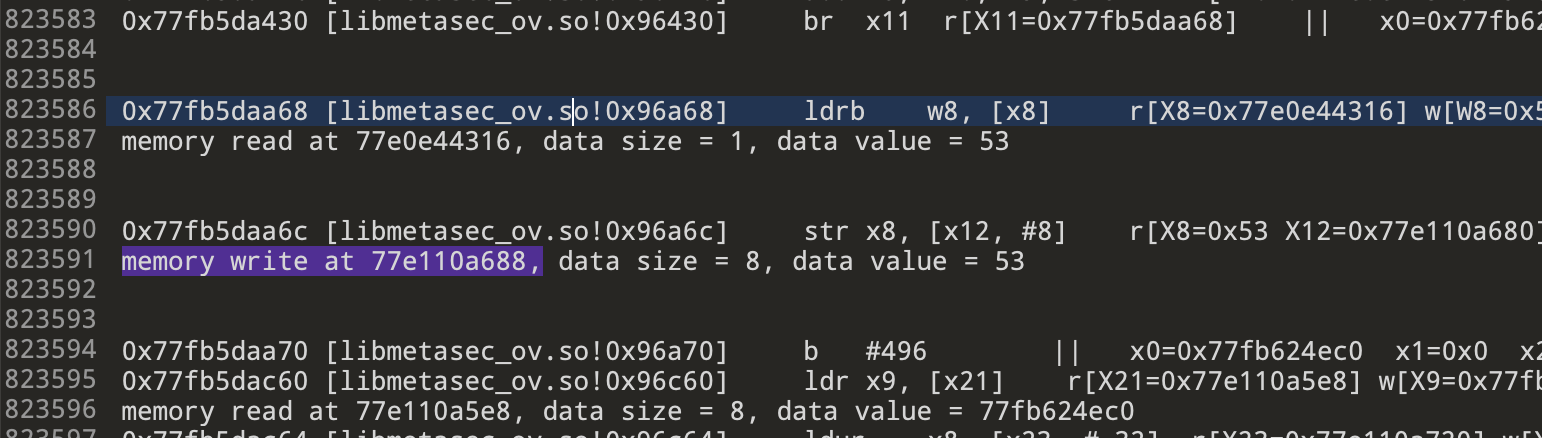 823583 0x77fb5da430 [libmetasec_ov.so!0x96430] br x11 r[X11=0x77fb5daa68] || x0=0x77fb62
823584
823585
823586 0x77fb5daa68 [libmetasec_ov.so!0x96a68] ldrb w8, [x8] r[X8=0x77e0e44316] w[W8=0x5
823587 memory read at 77e0e44316, data size = 1, data value = 53
823588
823589
823590 0x77fb5daa6c [libmetasec_ov.so!0x96a6c] str x8, [x12, #8] r[X8=0x53 X12=0x77e110a680]
823591 memory write at 77e110a688, data size = 8, data value = 53
823592
823593
823594 0x77fb5daa70 [libmetasec_ov.so!0x96a70] b #496 || x0=0x77fb624ec0 x1=0x0 x2
823595 0x77fb5dac60 [libmetasec_ov.so!0x96c60] ldr x9, [x21] r[X21=0x77e110a5e8] w[X9=0x77fb
823596 memory read at 77e110a5e8, data size = 8, data value = 77fb624ec0